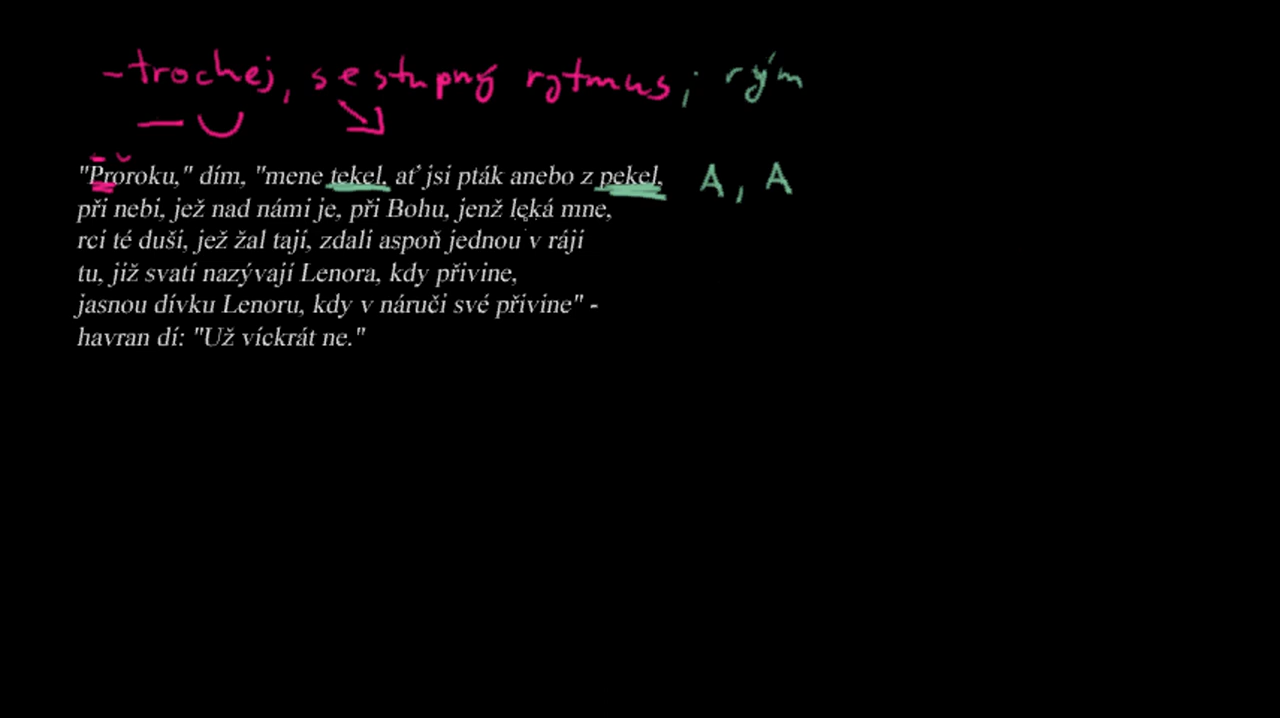 - trochej, sestupný rytmus; rým
"Proroku," dím, "mene tekel, ať jsi pták anebo z pekel, A, A
při nebi, jež nad námi je, při Bohu, jenž leká mne,
rci té duši, jež žal tají, zdali aspoň jednou v ráji
tu, již svatí nazývají Lenora, kdy přivine,
jasnou dívku Lenoru, kdy v náruči své přivine" -
havran dí: "Už víckrát ne."